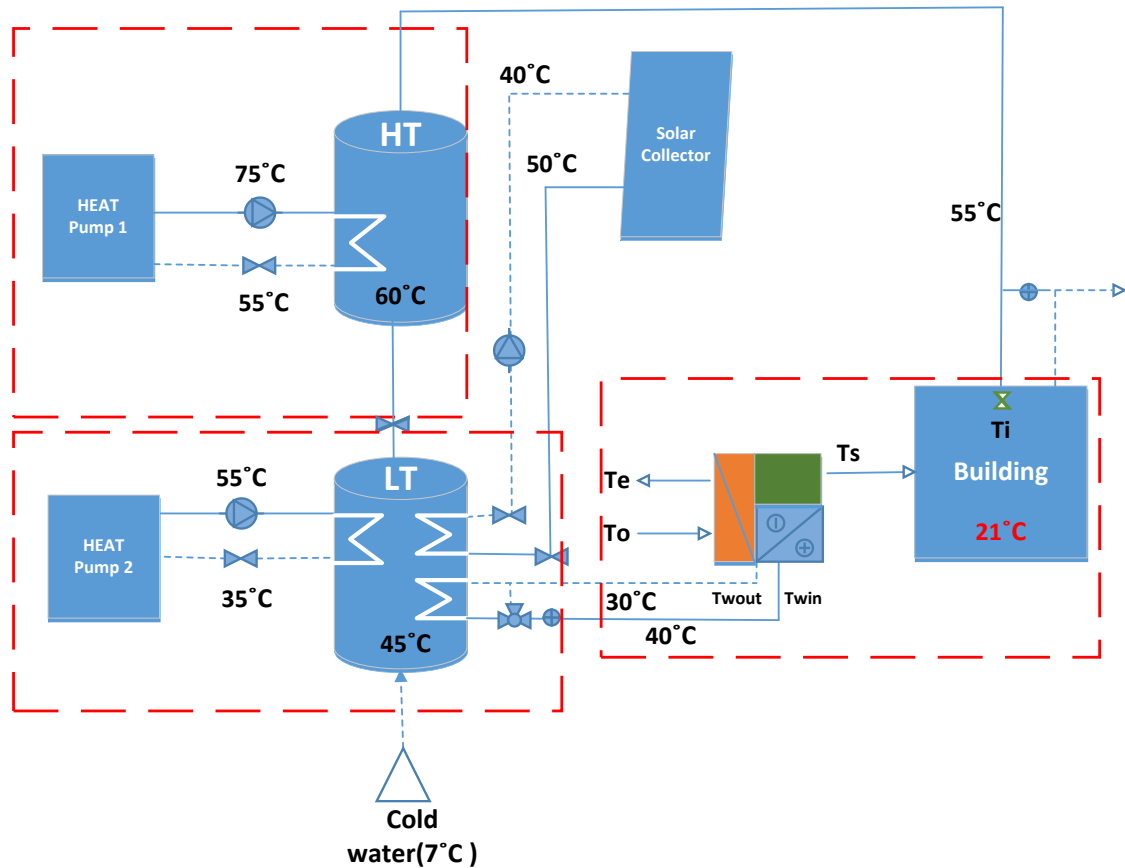 40˚C
HT
Solar
Collector
50˚C
75˚C
HEAT
Pump 1
55˚C
60˚C
55˚C
Ti
Building
21˚C
Ts
Te
To
Twout
Twin
LT
55˚C
HEAT
Pump 2
35˚C
30˚C
40˚C
45˚C
Cold
water(7˚C )